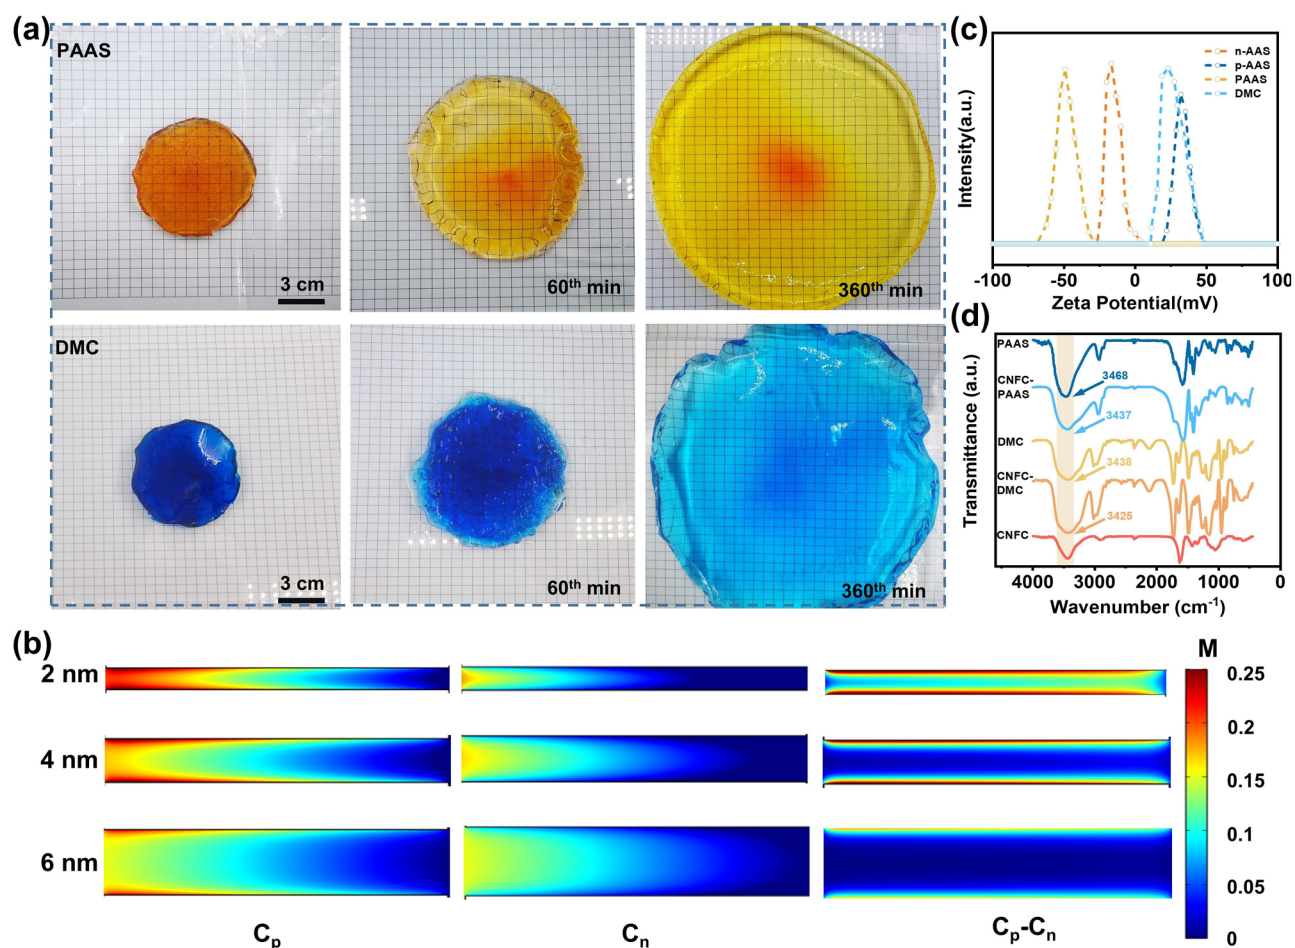 (a)
PAAS
3 cm
60th min
360th min
DMC
3 cm
60th min
360th min
(b)
2 nm
4 nm
6 nm
Cp
Cn
Cp-Cn
M
0.25
0.2
0.15
0.1
0.05
0
(c)
n-AAS
p-AAS
PAAS
DMC
Intensity(a.u.)
-100
-50
0
50
100
Zeta Potential(mV)
(d)
PAAS
CNFC-
PAAS
DMC
CNFC-
DMC
CNFC
3468
3437
3438
3425
Transmittance (a.u.)
4000
3000
2000
1000
0
Wavenumber (cm-1)